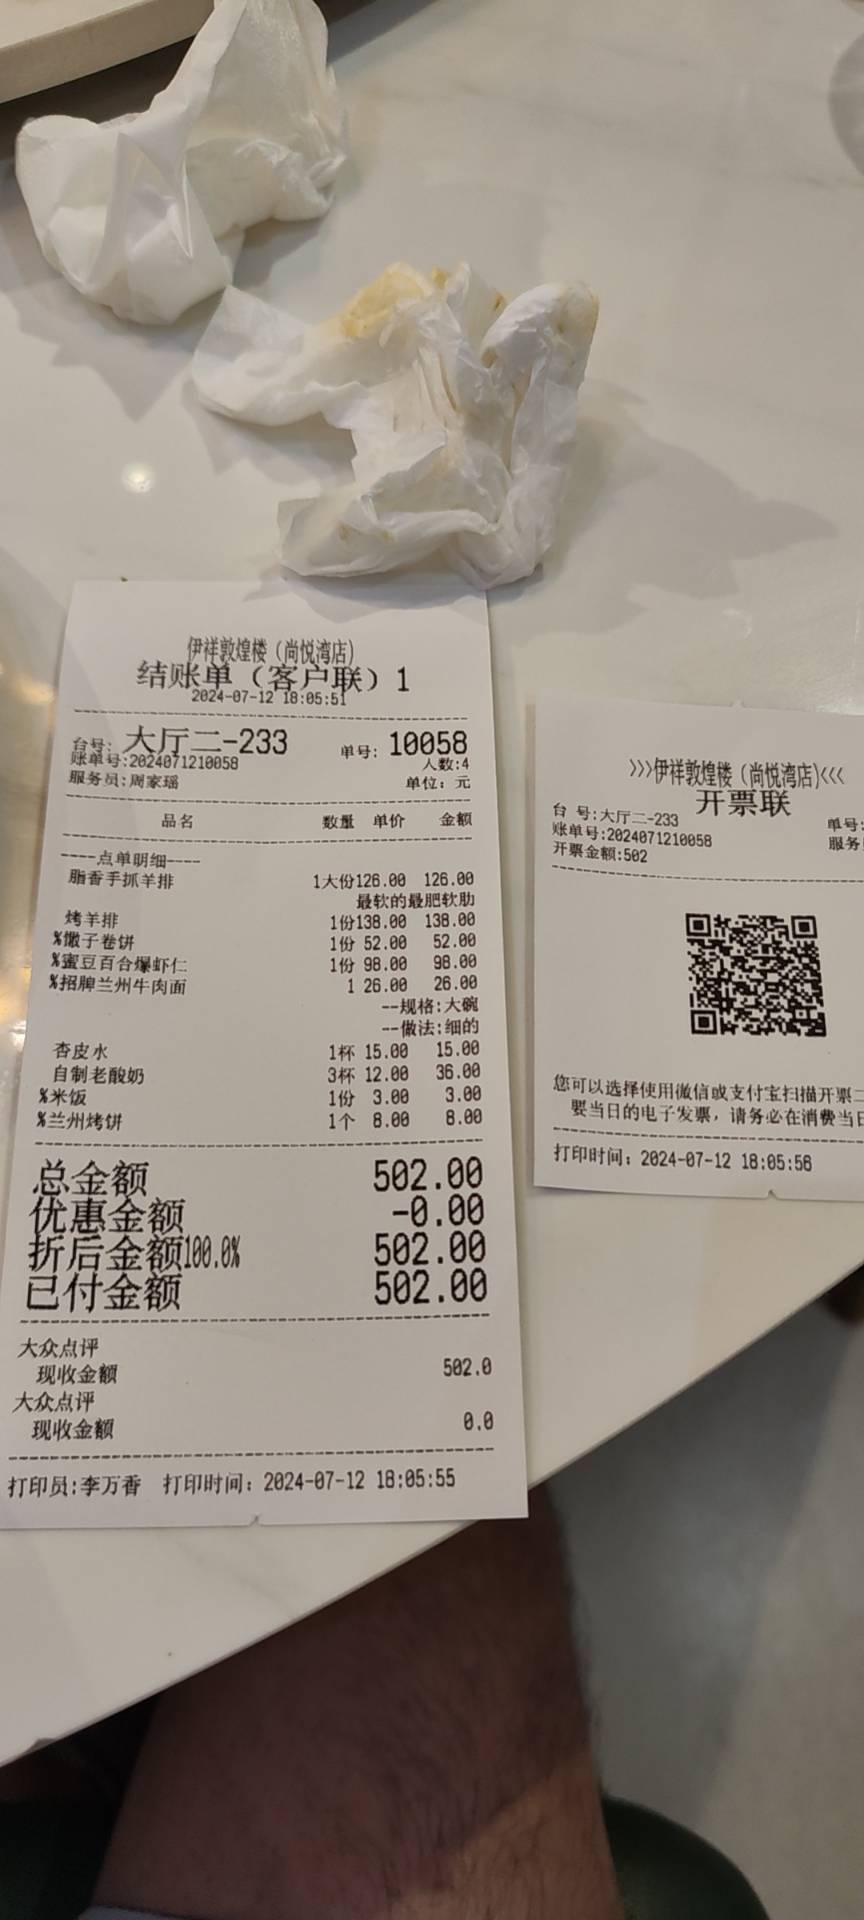 伊祥敦煌楼（尚悦湾店）
结账单（客户联）1
2024-07-12 18:05:51
台号: 大厅二-233 单号: 10058
账单号:2024071210058 人数:4
服务员:周家瑶 单位: 元
品名 数量 单价 金额
----点单明细----
脂香手抓羊排 1大份126.00 126.00
最软的最肥软肋
烤羊排 1份138.00 138.00
%馓子卷饼 1份 52.00 52.00
%蜜豆百合爆虾仁 1份 98.00 98.00
%招牌兰州牛肉面 1 26.00 26.00
--规格:大碗
--做法:细的
杏皮水 1杯 15.00 15.00
自制老酸奶 3杯 12.00 36.00
%米饭 1份 3.00 3.00
%兰州烤饼 1个 8.00 8.00
总金额 502.00
优惠金额 -0.00
折后金额100.0% 502.00
已付金额 502.00
大众点评
现收金额 502.0
大众点评
现收金额 0.0
打印员:李万香 打印时间: 2024-07-12 18:05:55
>>>伊祥敦煌楼（尚悦湾店)<<<
开票联
台 号:大厅二-233 单号:
账单号:2024071210058 服务
开票金额:502
您可以选择使用微信或支付宝扫描开票二
要当日的电子发票，请务必在消费当日
打印时间: 2024-07-12 18:05:56